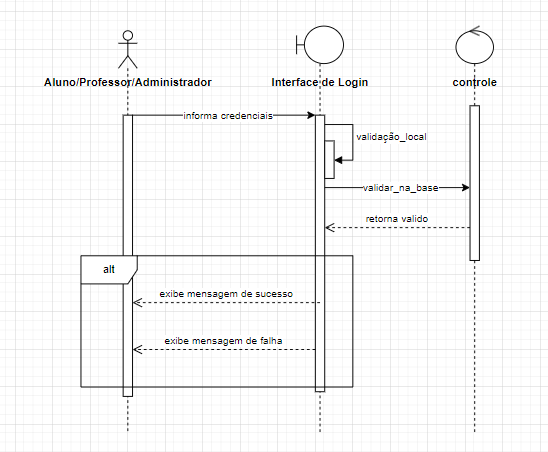 Aluno/Professor/Administrador
Interface de Login
controle
informa credenciais
validação_local
validar_na_base
retorna valido
alt
exibe mensagem de sucesso
exibe mensagem de falha